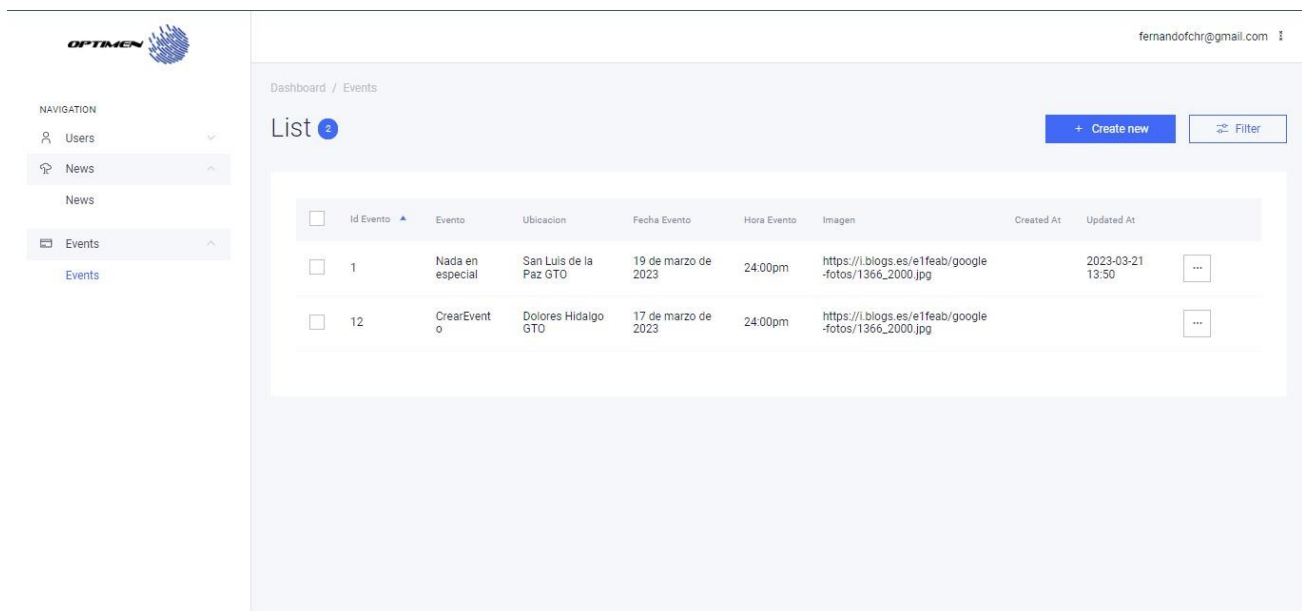 OPTIMEN
fernandofchr@gmail.com
Dashboard / Events
NAVIGATION
Users
News
News
Events
Events
List 2
+ Create new
Filter
Id Evento Evento Ubicacion Fecha Evento Hora Evento Imagen Created At Updated At
1
Nada en
especial
San Luis de la
Paz GTO
19 de marzo de
2023
24:00pm
https://i.blogs.es/e1feab/google
-fotos/1366_2000.jpg
2023-03-21
13:50
...
12
CrearEvent
o
Dolores Hidalgo
GTO
17 de marzo de
2023
24:00pm
https://i.blogs.es/e1feab/google
-fotos/1366_2000.jpg
...